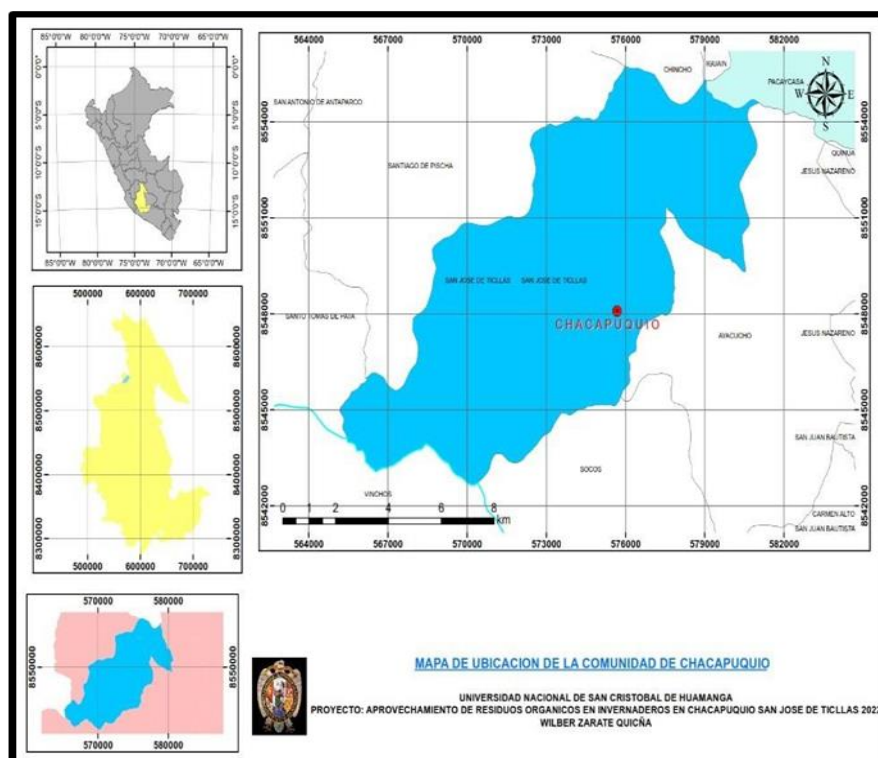 85°0'0"W 80°0'0"W 75°0'0"W 70°0'0"W 65°0'0"W
0°0'0"
5°0'0"S
10°0'0"S
15°0'0"S
85°0'0"W 80°0'0"W 75°0'0"W 70°0'0"W 65°0'0"W
500000 600000 700000
8600000
8500000
8400000
8300000
500000 600000 700000
570000 580000
8550000
8550000
570000 580000
564000 567000 570000 573000 576000 579000 582000
CHINCHO
IGUAIN
PACAYCASA
N
W E
S
SAN ANTONIO DE ANTAPARCO
8554000
8554000
QUINUA
SANTIAGO DE PISCHA
JESUS NAZARENO
8551000
8551000
SAN JOSE DE TICLLAS SAN JOSE DE TICLLAS
8548000
8548000
SANTO TOMAS DE PATA
CHACAPUQUIO
AYACUCHO
JESUS NAZARENO
8545000
8545000
SAN JUAN BAUTISTA
SOCOS
VINCHOS
8542000
8542000
CARMEN ALTO
SAN JUAN BAUTISTA
0 1 2 4 6 8
km
564000 567000 570000 573000 576000 579000 582000
MAPA DE UBICACION DE LA COMUNIDAD DE CHACAPUQUIO
UNIVERSIDAD NACIONAL DE SAN CRISTOBAL DE HUAMANGA
PROYECTO: APROVECHAMIENTO DE RESIDUOS ORGANICOS EN INVERNADEROS EN CHACAPUQUIO SAN JOSE DE TICLLAS 2022
WILBER ZARATE QUICÑA